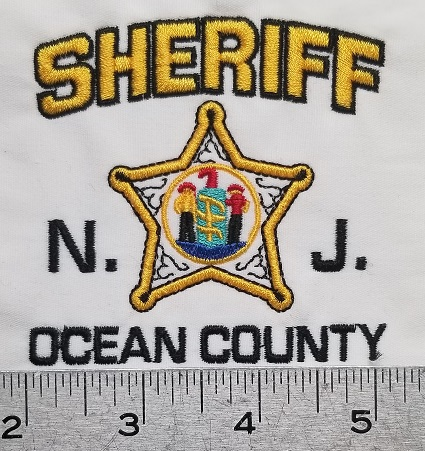 SHERIFF
N. J.
OCEAN COUNTY
2 3 4 5